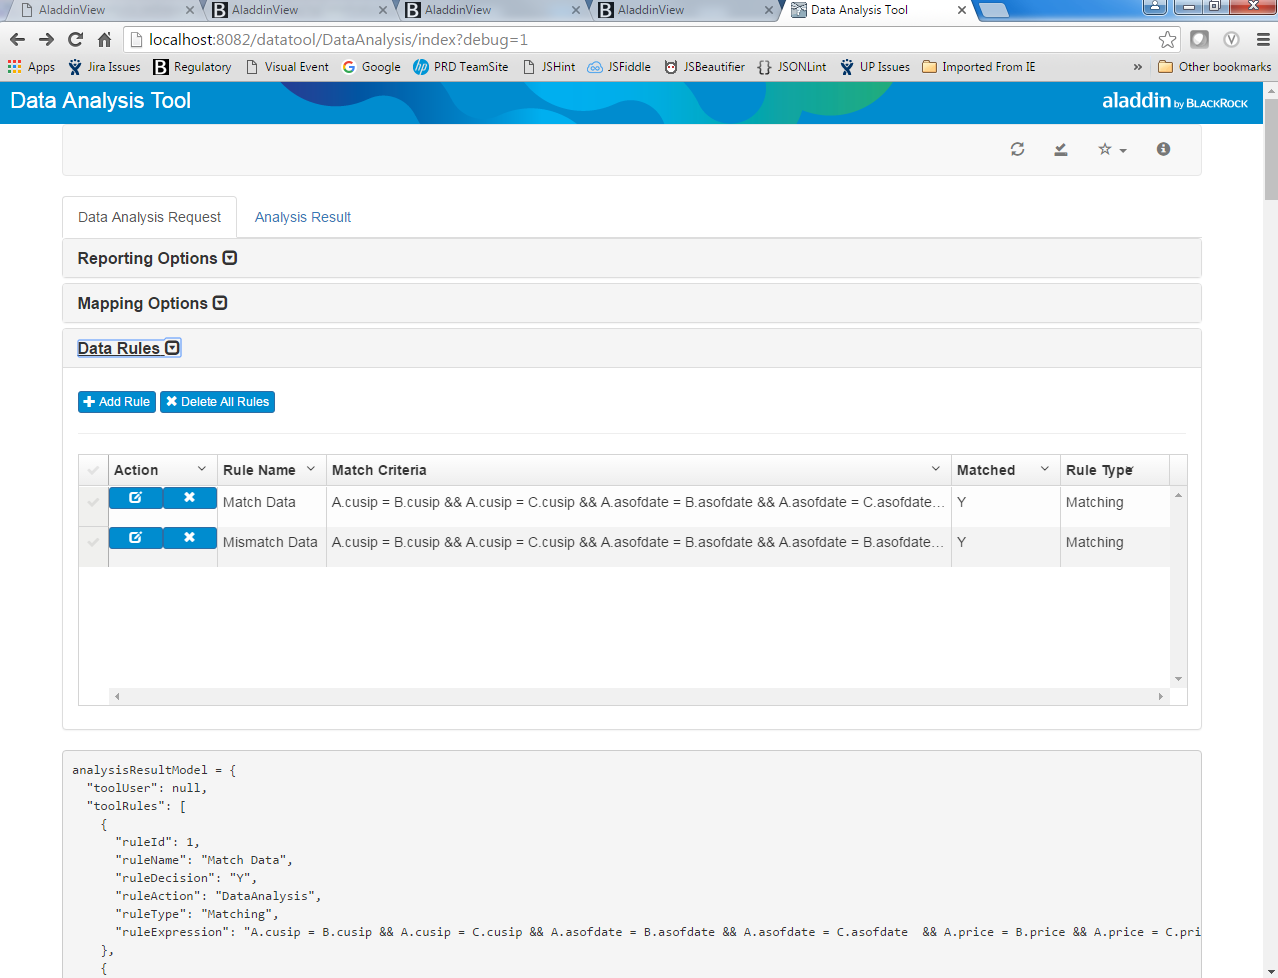 AladdinView
AladdinView
AladdinView
AladdinView
Data Analysis Tool
localhost:8082/datatool/DataAnalysis/index?debug=1
Apps
Jira Issues
Regulatory
Visual Event
Google
PRD TeamSite
JSHint
JSFiddle
JSBeautifier
JSONLint
UP Issues
Imported From IE
»
Other bookmarks
Data Analysis Tool
aladdin by BLACKROCK
Data Analysis Request
Analysis Result
Reporting Options
Mapping Options
Data Rules
Add Rule
Delete All Rules
Action
Rule Name
Match Criteria
Matched
Rule Type
Match Data
A.cusip = B.cusip && A.cusip = C.cusip && A.asofdate = B.asofdate && A.asofdate = C.asofdate...
Y
Matching
Mismatch Data
A.cusip = B.cusip && A.cusip = C.cusip && A.asofdate = B.asofdate && A.asofdate = B.asofdate...
Y
Matching
analysisResultModel = {
"toolUser": null,
"toolRules": [
{
"ruleId": 1,
"ruleName": "Match Data",
"ruleDecision": "Y",
"ruleAction": "DataAnalysis",
"ruleType": "Matching",
"ruleExpression": "A.cusip = B.cusip && A.cusip = C.cusip && A.asofdate = B.asofdate && A.asofdate = C.asofdate  && A.price = B.price && A.price = C.pri
},
{